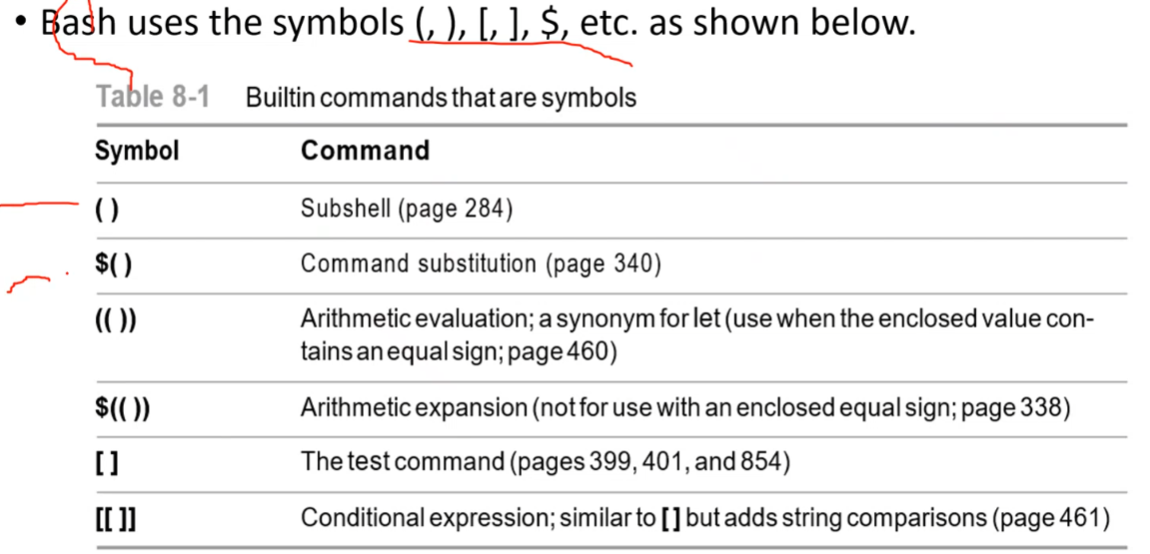 • Bash uses the symbols (, ), [, ], $, etc. as shown below.
Table 8-1 Builtin commands that are symbols
Symbol Command
( ) Subshell (page 284)
$( ) Command substitution (page 340)
(( )) Arithmetic evaluation; a synonym for let (use when the enclosed value con-
tains an equal sign; page 460)
$(( )) Arithmetic expansion (not for use with an enclosed equal sign; page 338)
[ ] The test command (pages 399, 401, and 854)
[[ ]] Conditional expression; similar to [ ] but adds string comparisons (page 461)